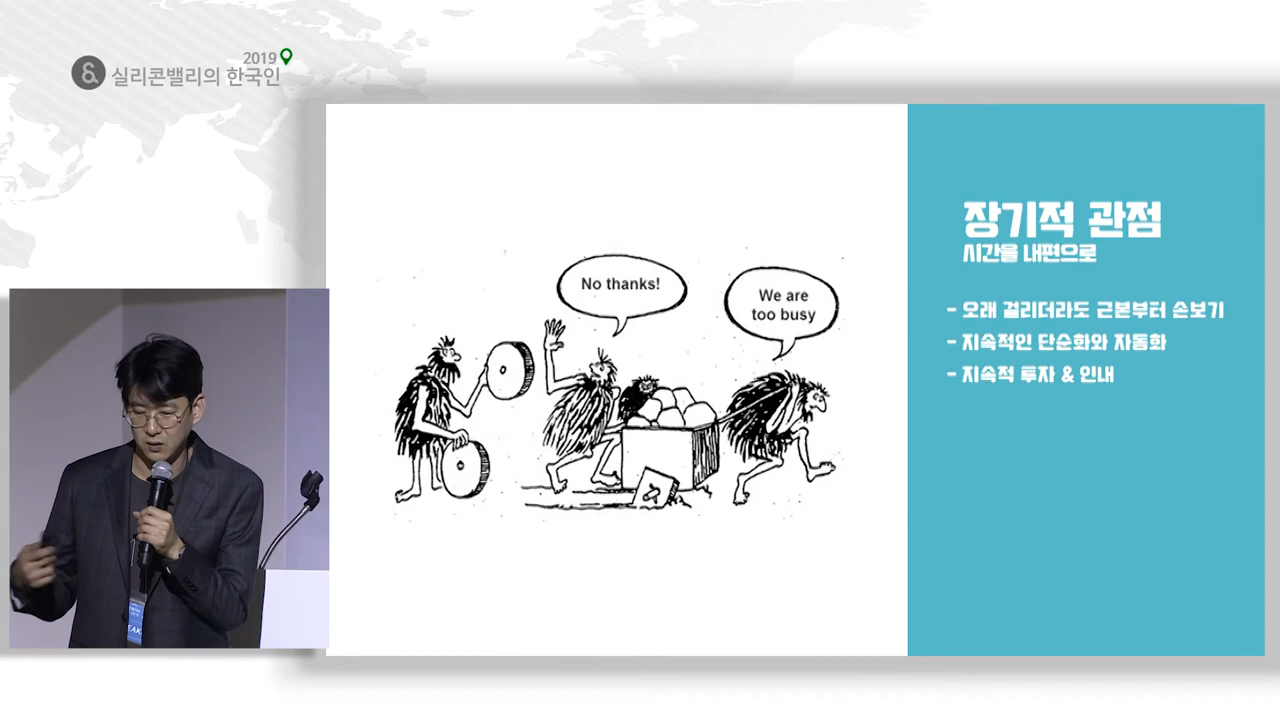 2019
& 실리콘밸리의 한국인
No thanks!
We are
too busy
장기적 관점
시간을 내편으로
- 오래 걸리더라도 근본부터 손보기
- 지속적인 단순화와 자동화
- 지속적 투자 & 인내